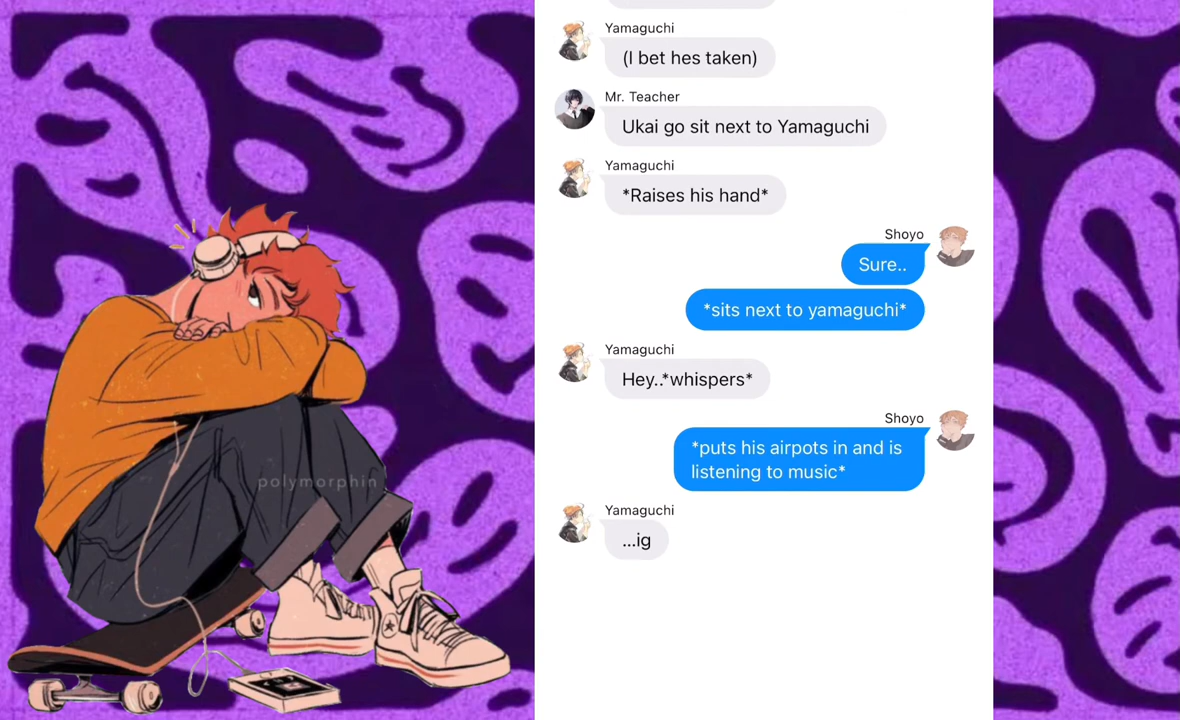 Yamaguchi
(I bet hes taken)
Mr. Teacher
Ukai go sit next to Yamaguchi
Yamaguchi
*Raises his hand*
Shoyo
Sure..
*sits next to yamaguchi*
Yamaguchi
Hey..*whispers*
Shoyo
*puts his airpots in and is
listening to music*
polymorphin
Yamaguchi
...ig